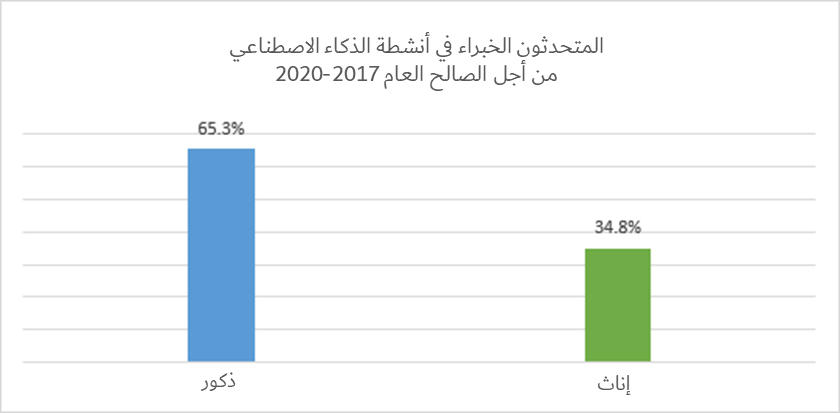 المتحدثون الخبراء في أنشطة الذكاء الاصطناعي
من أجل الصالح العام 2017-2020
65.3%
34.8%
ذكور
إناث